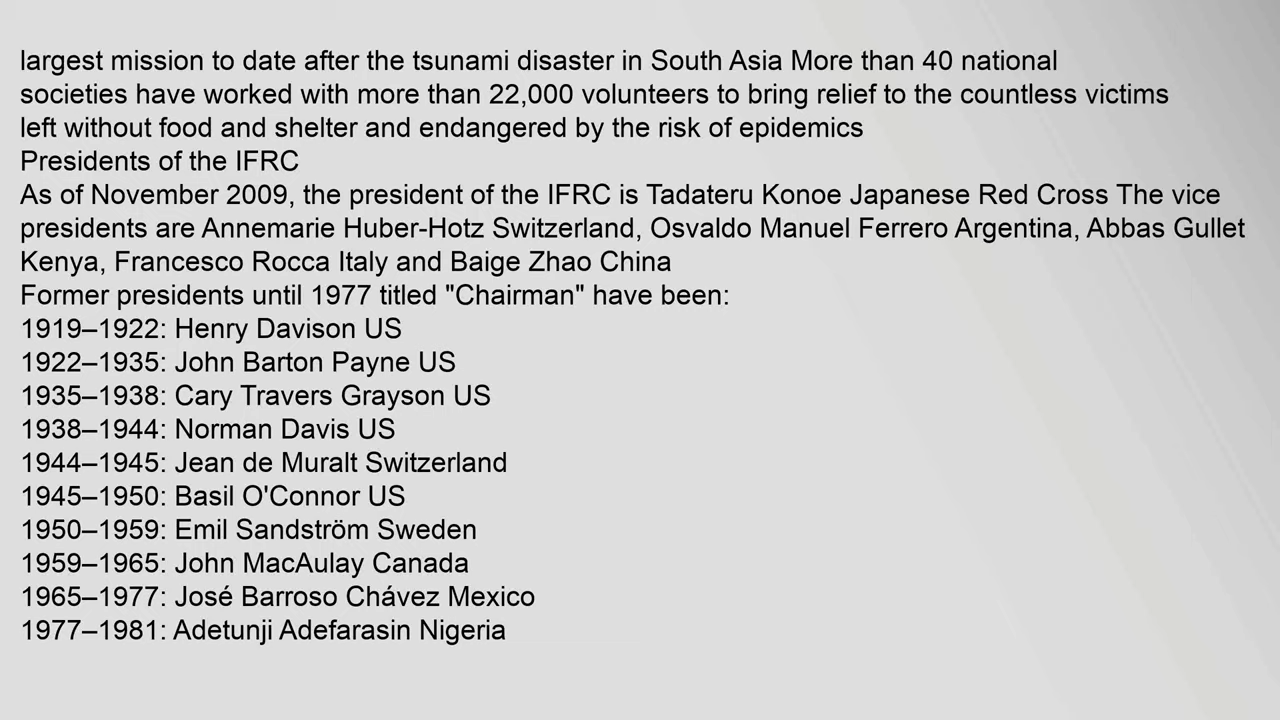 largest mission to date after the tsunami disaster in South Asia More than 40 national
societies have worked with more than 22,000 volunteers to bring relief to the countless victims
left without food and shelter and endangered by the risk of epidemics
Presidents of the IFRC
As of November 2009, the president of the IFRC is Tadateru Konoe Japanese Red Cross The vice
presidents are Annemarie Huber-Hotz Switzerland, Osvaldo Manuel Ferrero Argentina, Abbas Gullet
Kenya, Francesco Rocca Italy and Baige Zhao China
Former presidents until 1977 titled "Chairman" have been:
1919–1922: Henry Davison US
1922–1935: John Barton Payne US
1935–1938: Cary Travers Grayson US
1938–1944: Norman Davis US
1944–1945: Jean de Muralt Switzerland
1945–1950: Basil O'Connor US
1950–1959: Emil Sandström Sweden
1959–1965: John MacAulay Canada
1965–1977: José Barroso Chávez Mexico
1977–1981: Adetunji Adefarasin Nigeria